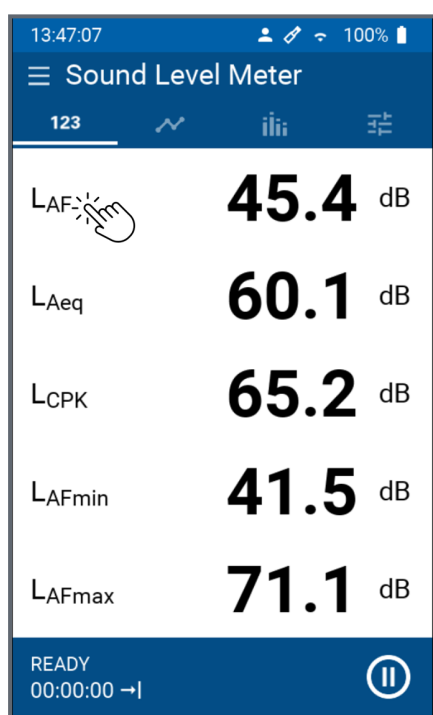 13:47:07 100%
Sound Level Meter
123
LAF 45.4 dB
LAeq 60.1 dB
LCPK 65.2 dB
LAFmin 41.5 dB
LAFmax 71.1 dB
READY
00:00:00 →|